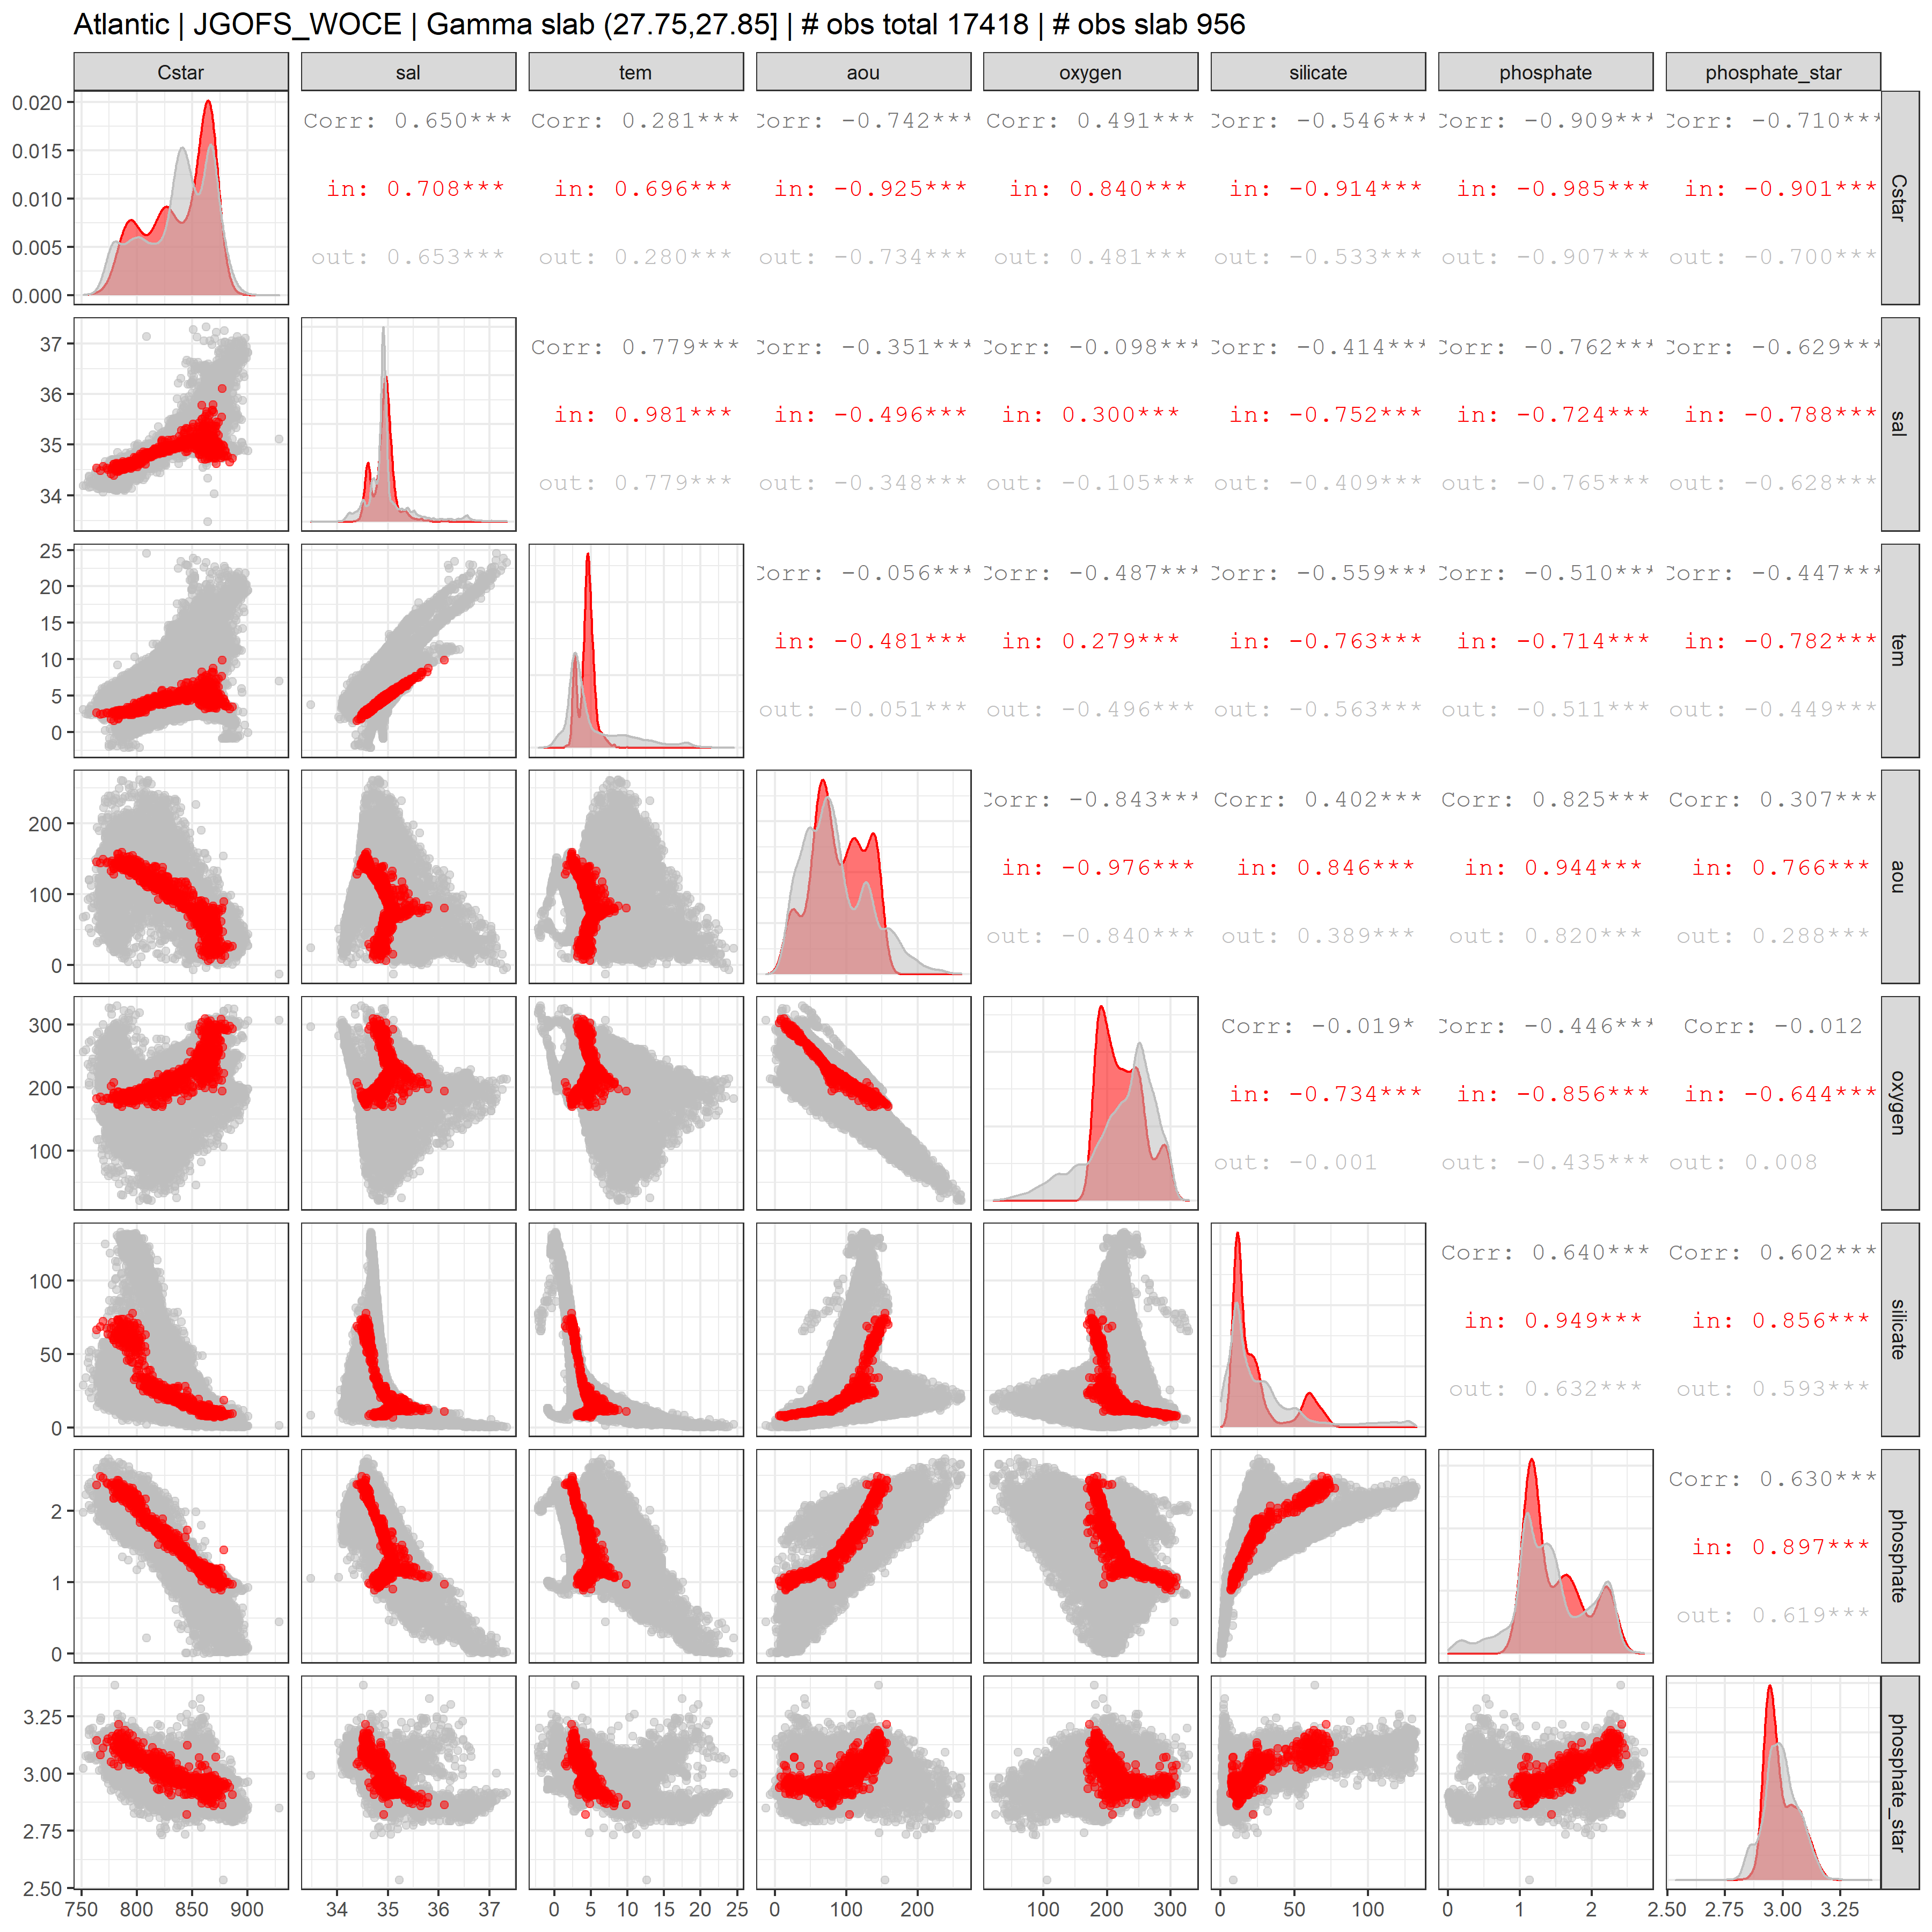 Atlantic | JGOFS_WOCE | Gamma slab (27.75,27.85] | # obs total 17418 | # obs slab 956
Cstar sal tem aou oxygen silicate phosphate phosphate_star
0.020 0.015 0.010 0.005 0.000
Corr: 0.650*** Corr: 0.281*** Corr: -0.742*** Corr: 0.491*** Corr: -0.546*** Corr: -0.909*** Corr: -0.710***
in: 0.708*** in: 0.696*** in: -0.925*** in: 0.840*** in: -0.914*** in: -0.985*** in: -0.901***
out: 0.653*** out: 0.280*** out: -0.734*** out: 0.481*** out: -0.533*** out: -0.907*** out: -0.700***
Cstar
37 36 35 34
Corr: 0.779*** Corr: -0.351*** Corr: -0.098*** Corr: -0.414*** Corr: -0.762*** Corr: -0.629***
in: 0.981*** in: -0.496*** in: 0.300*** in: -0.752*** in: -0.724*** in: -0.788***
out: 0.779*** out: -0.348*** out: -0.105*** out: -0.409*** out: -0.765*** out: -0.628***
sal
25 20 15 10 5 0
Corr: -0.056*** Corr: -0.487*** Corr: -0.559*** Corr: -0.510*** Corr: -0.447***
in: -0.481*** in: 0.279*** in: -0.763*** in: -0.714*** in: -0.782***
out: -0.051*** out: -0.496*** out: -0.563*** out: -0.511*** out: -0.449***
tem
200 100 0
Corr: -0.843*** Corr: 0.402*** Corr: 0.825*** Corr: 0.307***
in: -0.976*** in: 0.846*** in: 0.944*** in: 0.766***
out: -0.840*** out: 0.389*** out: 0.820*** out: 0.288***
aou
300 200 100
Corr: -0.019* Corr: -0.446*** Corr: -0.012
in: -0.734*** in: -0.856*** in: -0.644***
out: -0.001 out: -0.435*** out: 0.008
oxygen
100 50 0
Corr: 0.640*** Corr: 0.602***
in: 0.949*** in: 0.856***
out: 0.632*** out: 0.593***
silicate
2 1 0
Corr: 0.630***
in: 0.897***
out: 0.619***
phosphate
3.25 3.00 2.75 2.50
phosphate_star
750 800 850 900 34 35 36 37 0 5 10 15 20 25 0 100 200 100 200 300 0 50 100 0 1 2 2.50 2.75 3.00 3.25